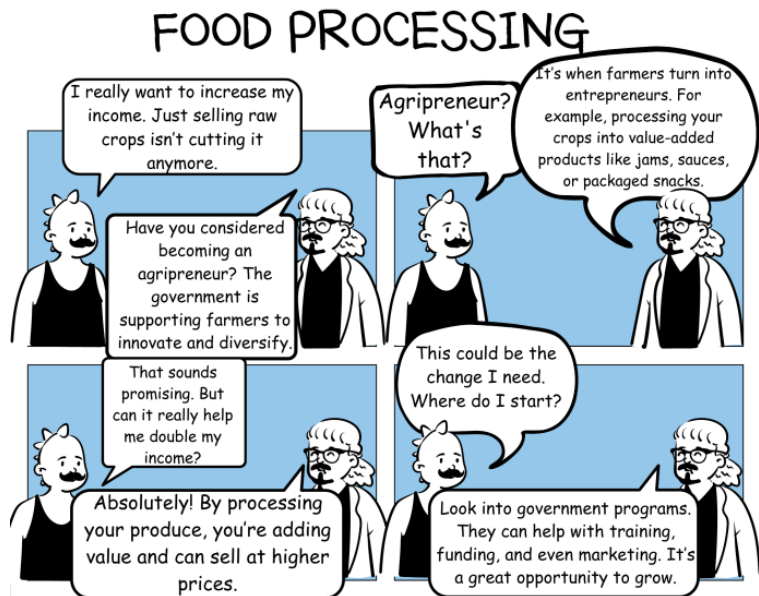 FOOD PROCESSING
I really want to increase my
income. Just selling raw
crops isn't cutting it
anymore.
Have you considered
becoming an
agripreneur? The
government is
supporting farmers to
innovate and diversify.
Agripreneur?
What's
that?
It's when farmers turn into
entrepreneurs. For
example, processing your
crops into value-added
products like jams, sauces,
or packaged snacks.
That sounds
promising. But
can it really help
me double my
income?
Absolutely! By processing
your produce, you're adding
value and can sell at higher
prices.
This could be the
change I need.
Where do I start?
Look into government programs.
They can help with training,
funding, and even marketing. It's
a great opportunity to grow.